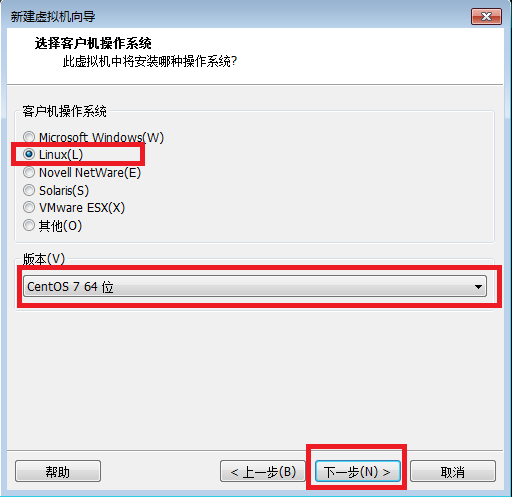 新建虚拟机向导
选择客户机操作系统
此虚拟机中将安装哪种操作系统?
客户机操作系统
Microsoft Windows(W)
Linux(L)
Novell NetWare(E)
Solaris(S)
VMware ESX(X)
其他(O)
版本(V)
CentOS 7 64 位
帮助
< 上一步(B)
下一步(N) >
取消